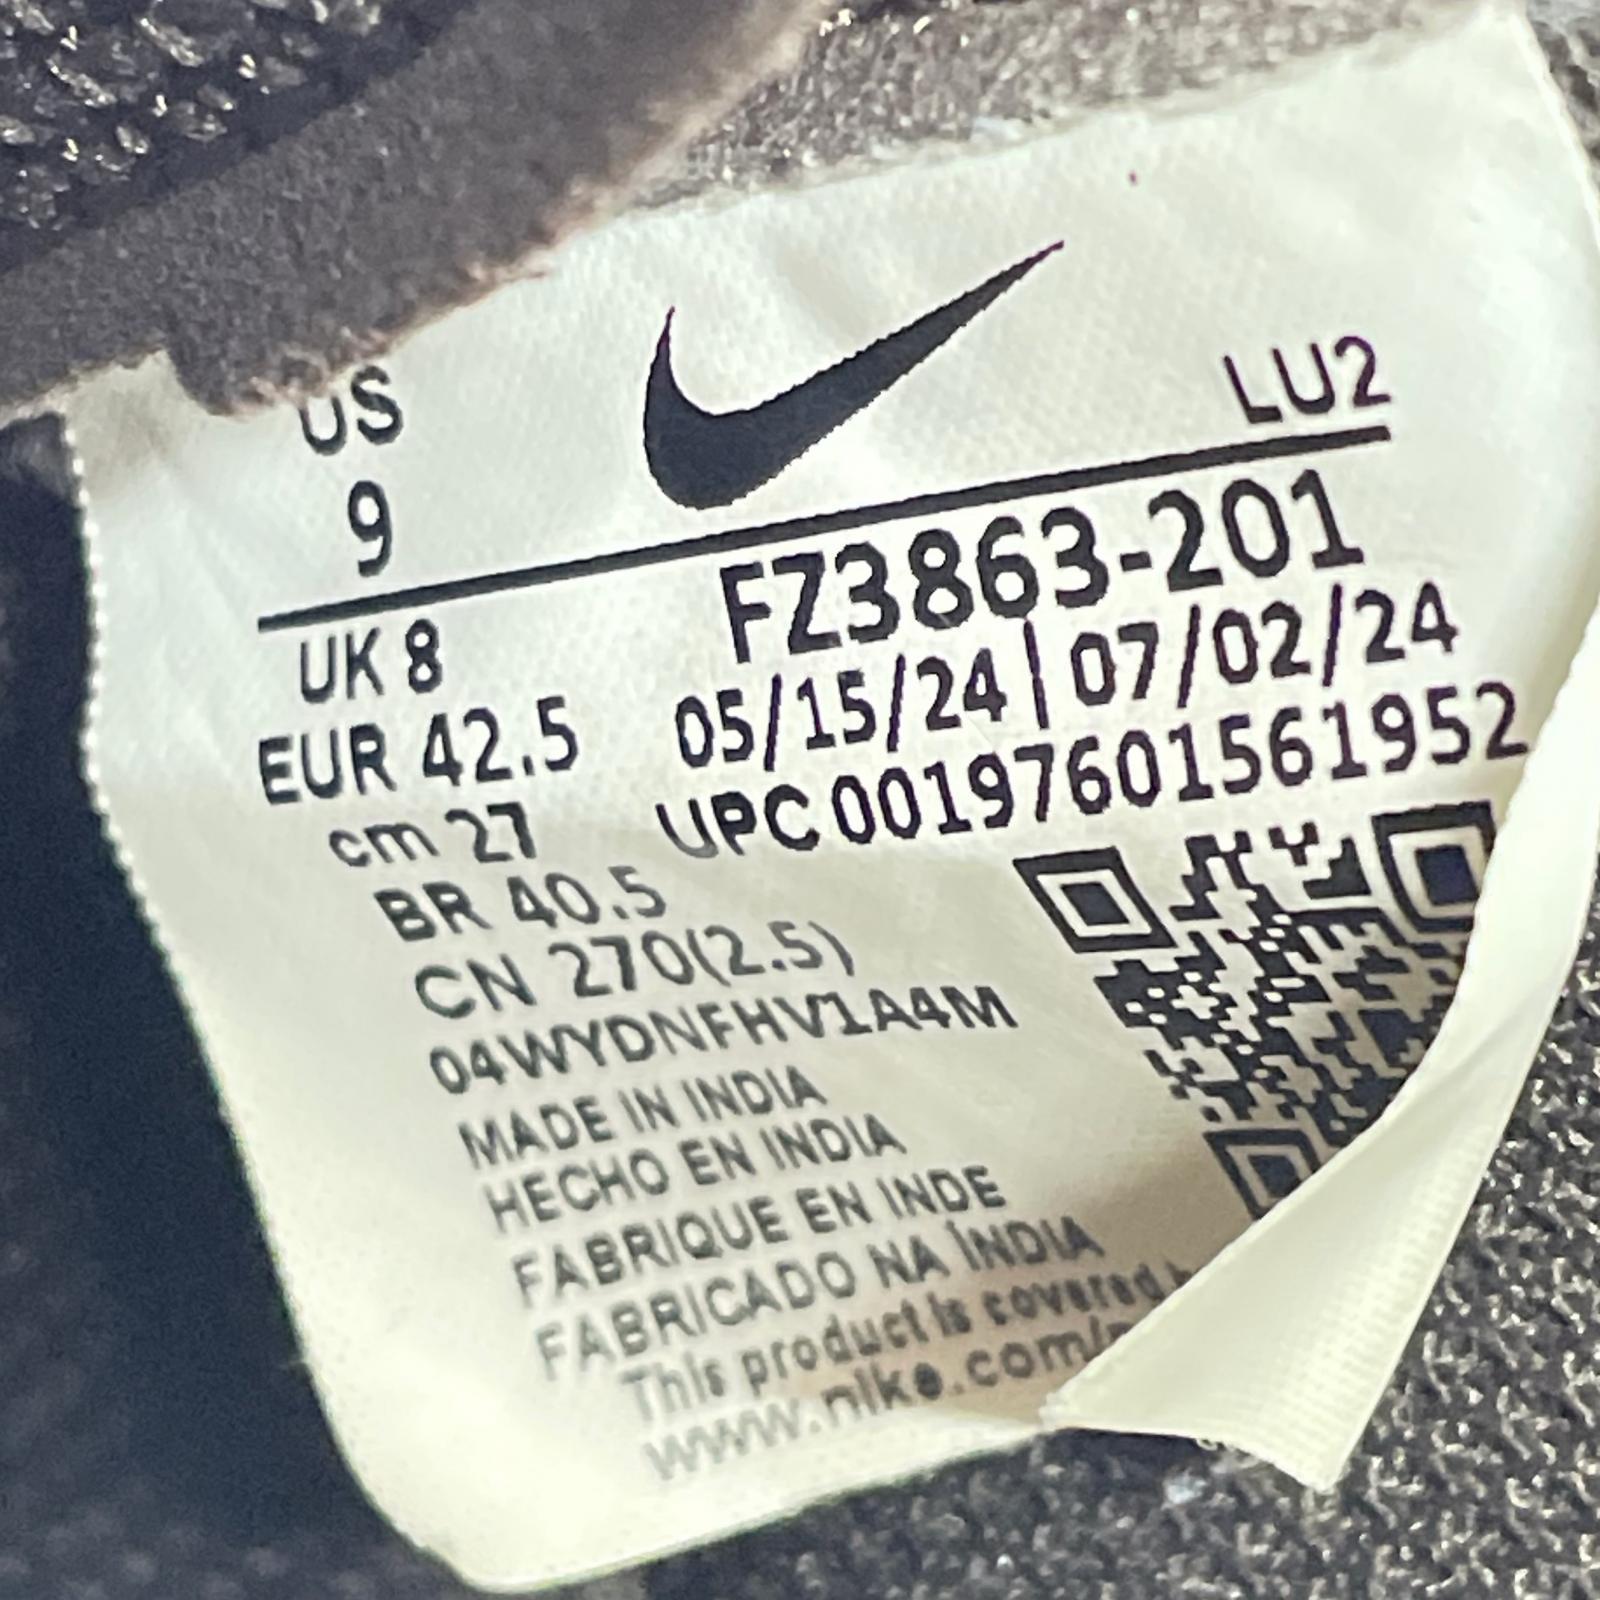 US
9
LU2
UK 8
EUR 42.5
cm 27
BR 40.5
CN 270(2.5)
04WYDNFHV1A4M
FZ3863-201
05/15/24 | 07/02/24
UPC 00197601561952
MADE IN INDIA
HECHO EN INDIA
FABRIQUE EN INDE
FABRICADO NA ÍNDIA
This product is covered
www.nike.com/